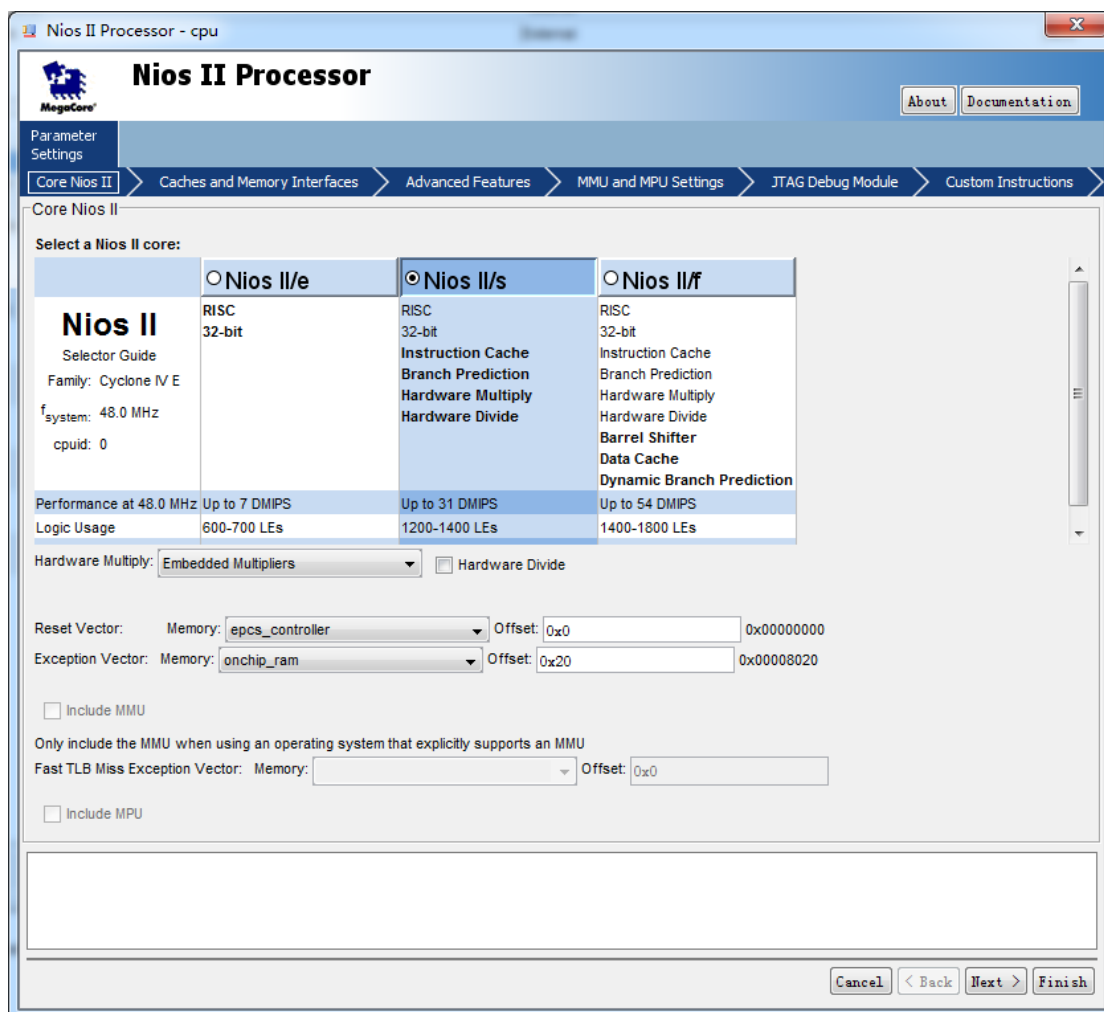 Nios II Processor - cpu
MegaCore®
Nios II Processor
About
Documentation
Parameter
Settings
Core Nios II
Caches and Memory Interfaces
Advanced Features
MMU and MPU Settings
JTAG Debug Module
Custom Instructions
Core Nios II
Select a Nios II core:
Nios II/e
Nios II/s
Nios II/f
Nios II
Selector Guide
Family: Cyclone IV E
fsystem: 48.0 MHz
cpuid: 0
RISC
32-bit
RISC
32-bit
Instruction Cache
Branch Prediction
Hardware Multiply
Hardware Divide
RISC
32-bit
Instruction Cache
Branch Prediction
Hardware Multiply
Hardware Divide
Barrel Shifter
Data Cache
Dynamic Branch Prediction
Performance at 48.0 MHz Up to 7 DMIPS Up to 31 DMIPS Up to 54 DMIPS
Logic Usage 600-700 LEs 1200-1400 LEs 1400-1800 LEs
Hardware Multiply: Embedded Multipliers Hardware Divide
Reset Vector: Memory: epcs_controller Offset: 0x0 0x00000000
Exception Vector: Memory: onchip_ram Offset: 0x20 0x00008020
Include MMU
Only include the MMU when using an operating system that explicitly supports an MMU
Fast TLB Miss Exception Vector: Memory: Offset: 0x0
Include MPU
Cancel < Back Next > Finish